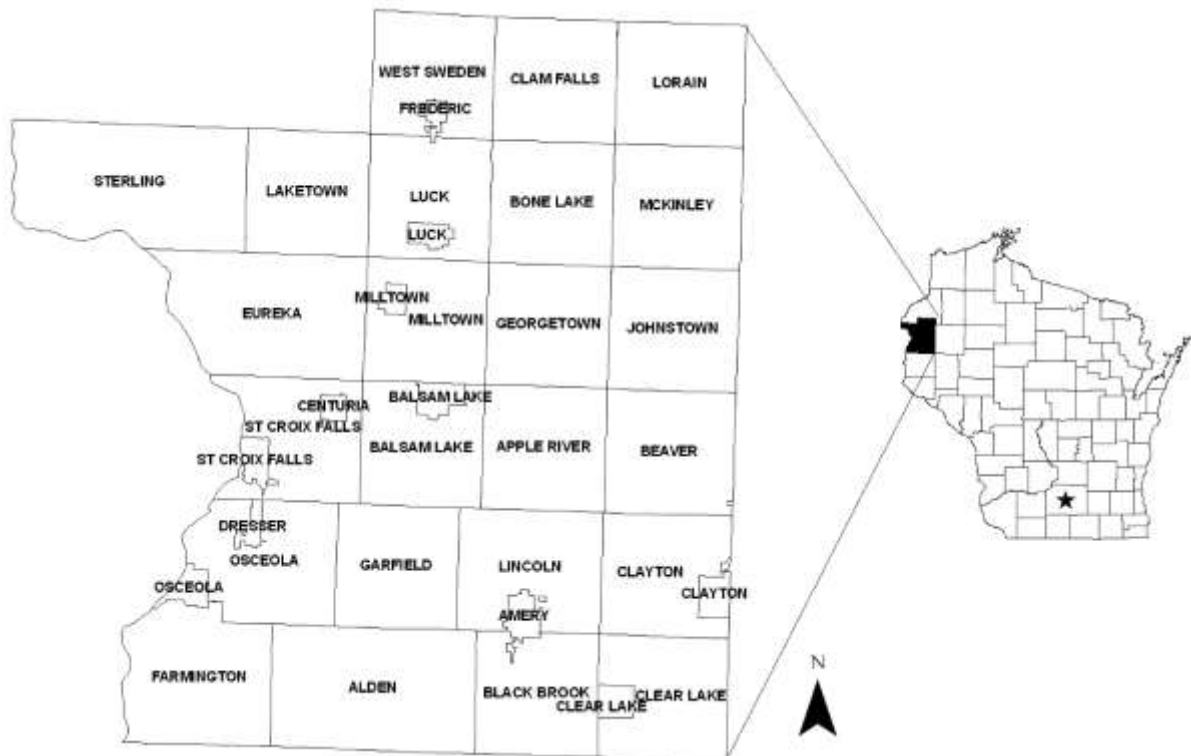 WEST SWEDEN
CLAM FALLS
LORAIN
FREDERIC
STERLING
LAKETOWN
LUCK
BONE LAKE
MCKINLEY
LUCK
MILLTOWN
EUREKA
MILLTOWN
GEORGETOWN
JOHNSTOWN
CENTURIA
BALSAM LAKE
ST CROIX FALLS
BALSAM LAKE
APPLE RIVER
BEAVER
ST CROIX FALLS
DRESSER
OSCEOLA
GARFIELD
LINCOLN
CLAYTON
OSCEOLA
CLAYTON
AMERY
FARMINGTON
ALDEN
BLACK BROOK
CLEAR LAKE
CLEAR LAKE
N